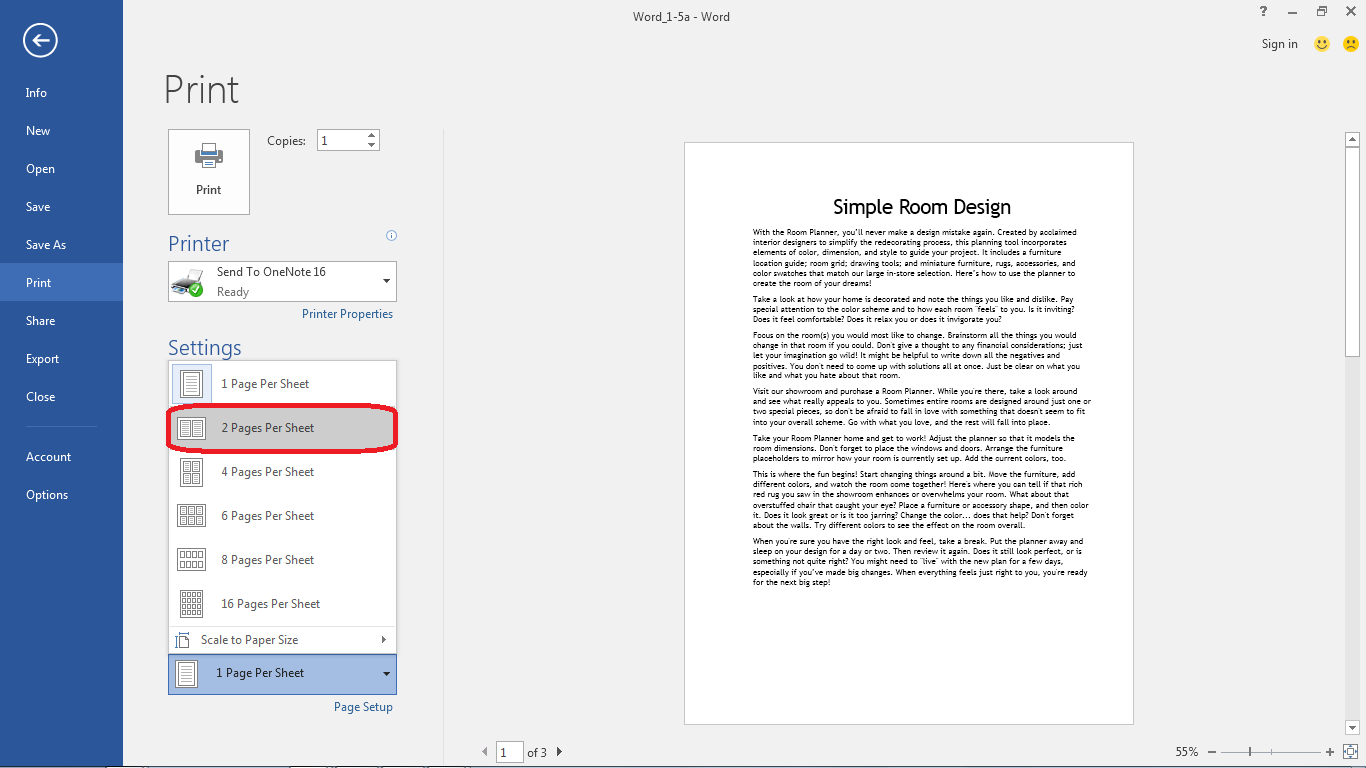 Word_1-5a - Word
?
Sign in
Info
New
Open
Save
Save As
Print
Share
Export
Close
Account
Options
Print
Print
Copies:
1
Printer
Send To OneNote 16
Ready
Printer Properties
Settings
1 Page Per Sheet
2 Pages Per Sheet
4 Pages Per Sheet
6 Pages Per Sheet
8 Pages Per Sheet
16 Pages Per Sheet
Scale to Paper Size
1 Page Per Sheet
Page Setup
Simple Room Design
With the Room Planner, you'll never make a design mistake again. Created by acclaimed
interior designers to simplify the redecorating process, this planning tool incorporates
elements of color, dimension, and style to guide your project. It includes a furniture
location guide; room grid; drawing tools; and miniature furniture, rugs, accessories, and
color swatches that match our large in-store selection. Here's how to use the planner to
create the room of your dreams!
Take a look at how your home is decorated and note the things you like and dislike. Pay
special attention to the color scheme and to how each room "feels" to you. Is it inviting?
Does it feel comfortable? Does it relax you or does it invigorate you?
Focus on the room(s) you would most like to change. Brainstorm all the things you would
change in that room if you could. Don't give a thought to any financial considerations; just
let your imagination go wild! It might be helpful to write down all the negatives and
positives. You don't need to come up with solutions all at once. Just be clear on what you
like and what you hate about that room.
Visit our showroom and purchase a Room Planner. While you're there, take a look around
and see what really appeals to you. Sometimes entire rooms are designed around just one or
two special pieces, so don't be afraid to fall in love with something that doesn't seem to fit
into your overall scheme. Go with what you love, and the rest will fall into place.
Take your Room Planner home and get to work! Adjust the planner so that it models the
room dimensions. Don't forget to place the windows and doors. Arrange the furniture
placeholders to mirror how your room is currently set up. Add the current colors, too.
This is where the fun begins! Start changing things around a bit. Move the furniture, add
different colors, and watch the room come together! Here's where you can tell if that rich
red rug you saw in the showroom enhances or overwhelms your room. What about that
overstuffed chair that caught your eye? Place a furniture or accessory shape, and then color
it. Does it look great or is it too jarring? Change the color... does that help? Don't forget
about the walls. Try different colors to see the effect on the room overall.
When you're sure you have the right look and feel, take a break. Put the planner away and
sleep on your design for a day or two. Then review it again. Does it still look perfect, or is
something not quite right? You might need to "live" with the new plan for a few days,
especially if you've made big changes. When everything feels just right to you, you're ready
for the next big step!
1 of 3
55%